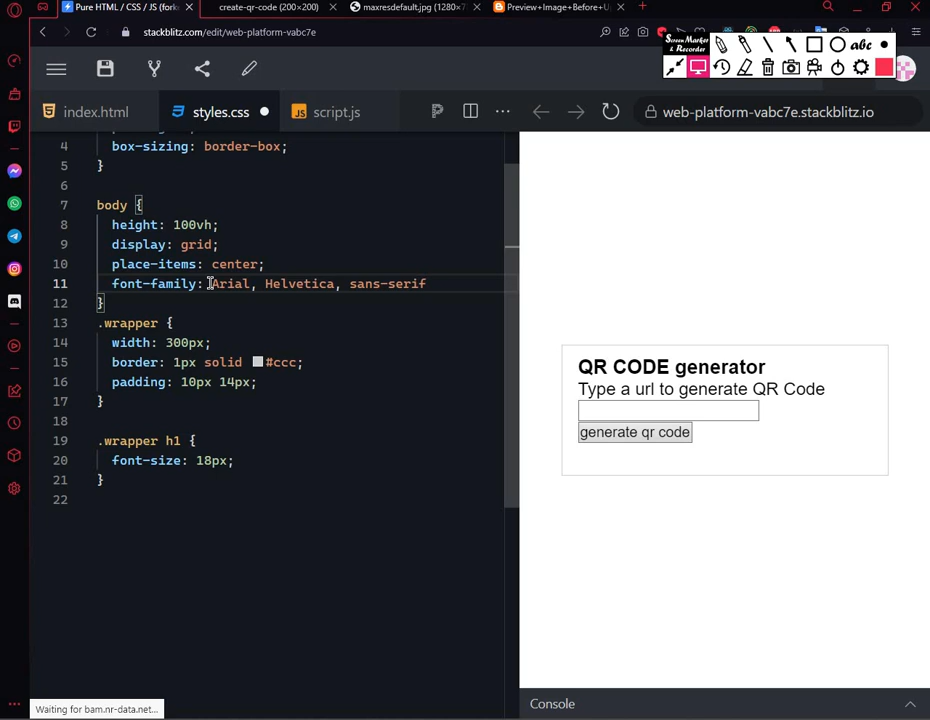 Pure HTML / CSS / JS (fork
create-qr-code (200×200)
maxresdefault.jpg (1280×7
Preview+Image+Before+U
stackblitz.com/edit/web-platform-vabc7e
Screen Marker & Recorder
abc
index.html
styles.css
JS script.js
web-platform-vabc7e.stackblitz.io
4 box-sizing: border-box;
5 }
6
7 body {
8 height: 100vh;
9 display: grid;
10 place-items: center;
11 font-family: Arial, Helvetica, sans-serif
12 }
13 .wrapper {
14 width: 300px;
15 border: 1px solid #ccc;
16 padding: 10px 14px;
17 }
18
19 .wrapper h1 {
20 font-size: 18px;
21 }
22
QR CODE generator
Type a url to generate QR Code
generate qr code
Console
Waiting for bam.nr-data.net...